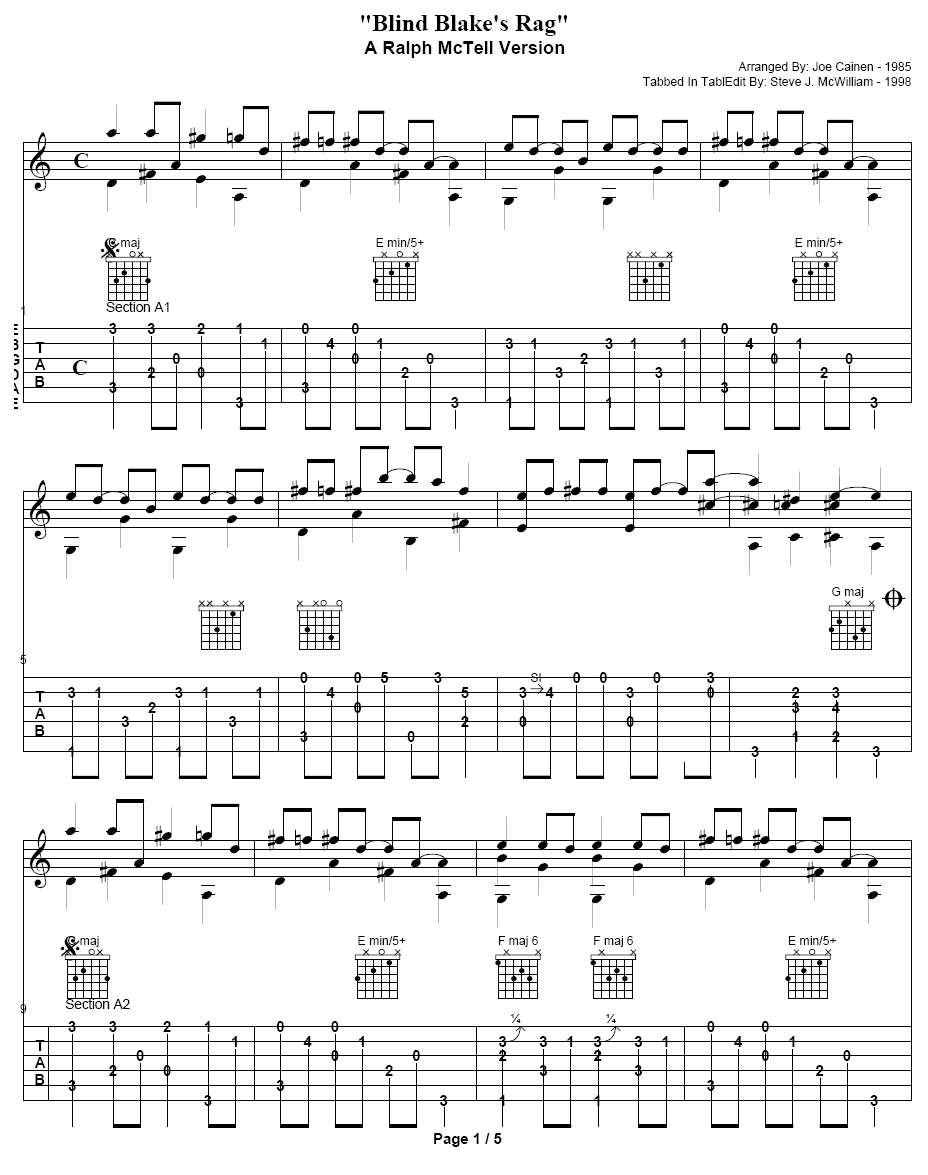 "Blind Blake's Rag"
A Ralph McTell Version
Arranged By: Joe Cainen - 1985
Tabbed In TablEdit By: Steve J. McWilliam - 1998
C
maj E min/5+ E min/5+
Section A1
1
E B G D A E
T A B
C
3 3 2 0 0 2 0 1 3 1
3 0 4 0 0 1 2 0 3
3 1 1 3 2 3 1 1 3 1
3 0 4 0 0 1 2 0 3
G maj
5
T A B
3 1 1 3 2 3 1 1 3 1
0 3 4 0 0 5 0 3 5 2
Sl
3 0 4 0 0 3 0 0 3 0
3 2 3 1 3 4 2 3
maj E min/5+ F maj 6 F maj 6 E min/5+
Section A2
9
¼ ¼
T A B
3 3 3 2 0 2 0 1 3 1
0 3 4 0 0 1 2 0 3
3 2 1 3 3 1 3 2 1 3 3 1
0 3 4 0 0 1 2 0 3
Page 1 / 5